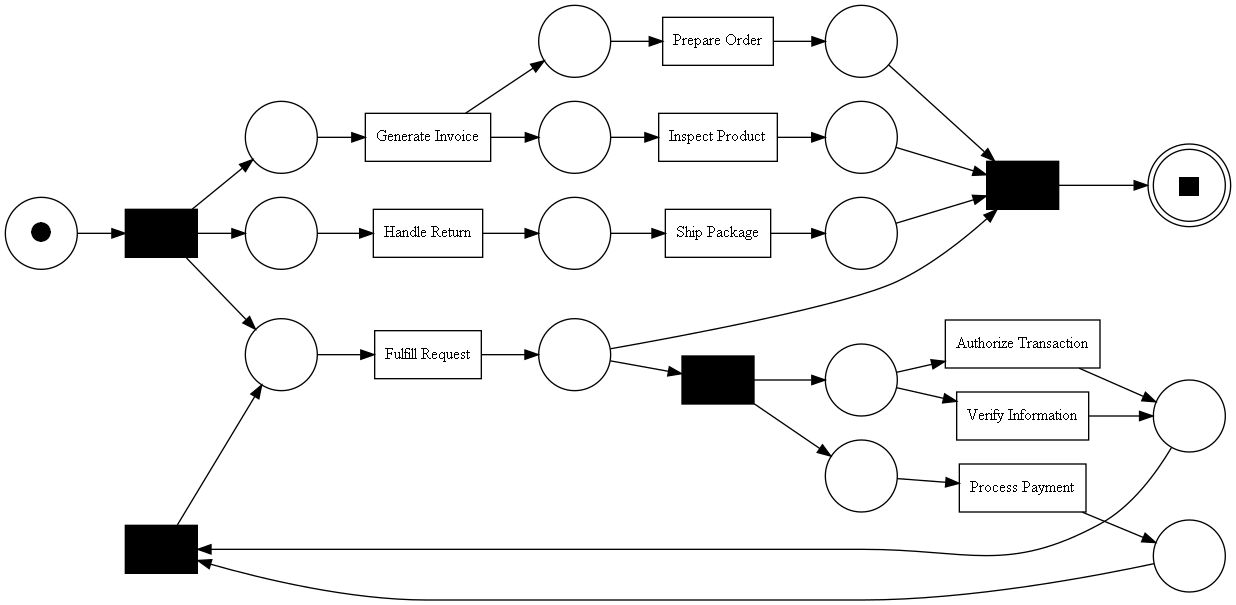 Prepare Order
Generate Invoice
Inspect Product
Handle Return
Ship Package
Fulfill Request
Authorize Transaction
Verify Information
Process Payment